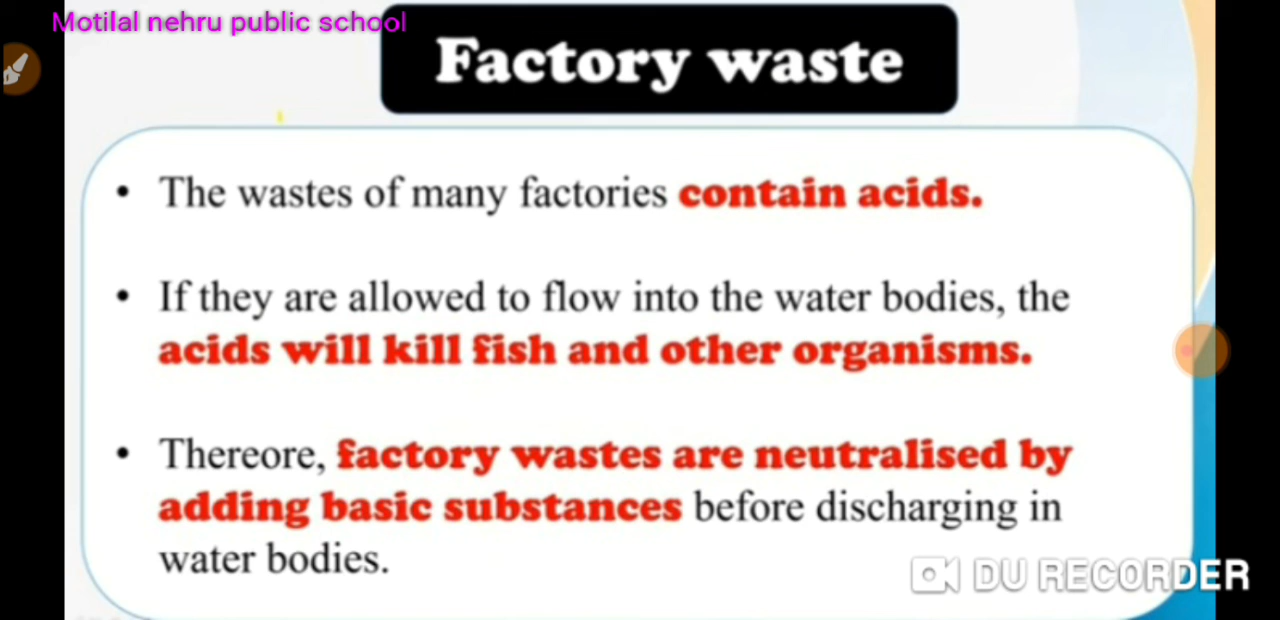 Motilal nehru public school
Factory waste
• The wastes of many factories contain acids.
• If they are allowed to flow into the water bodies, the
acids will kill fish and other organisms.
• Thereore, factory wastes are neutralised by
adding basic substances before discharging in
water bodies.
DU RECORDER